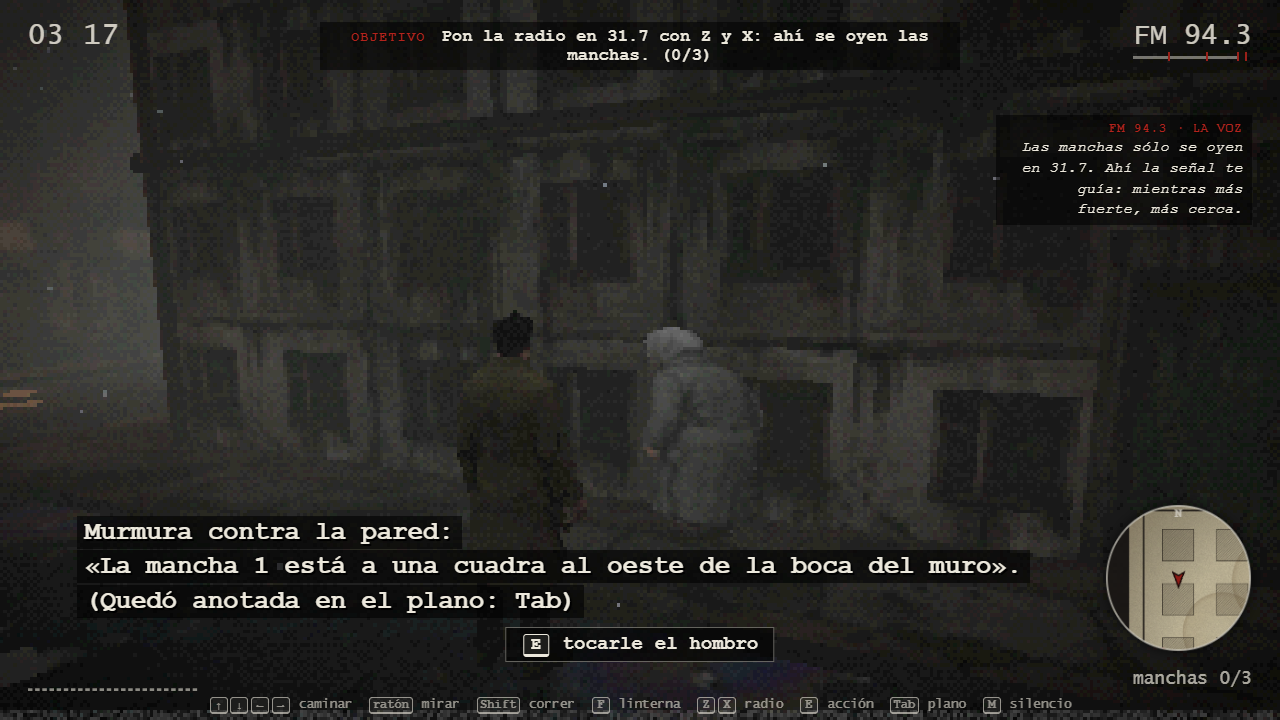 03 17
OBJETIVO Pon la radio en 31.7 con Z y X: ahí se oyen las
manchas. (0/3)
FM 94.3
FM 94.3 · LA VOZ
Las manchas sólo se oyen
en 31.7. Ahí la señal te
guía: mientras más
fuerte, más cerca.
Murmura contra la pared:
«La mancha 1 está a una cuadra al oeste de la boca del muro».
(Quedó anotada en el plano: Tab)
E tocarle el hombro
N
manchas 0/3
↑ ↓ ← → caminar ratón mirar Shift correr F linterna Z X radio E acción Tab plano M silencio